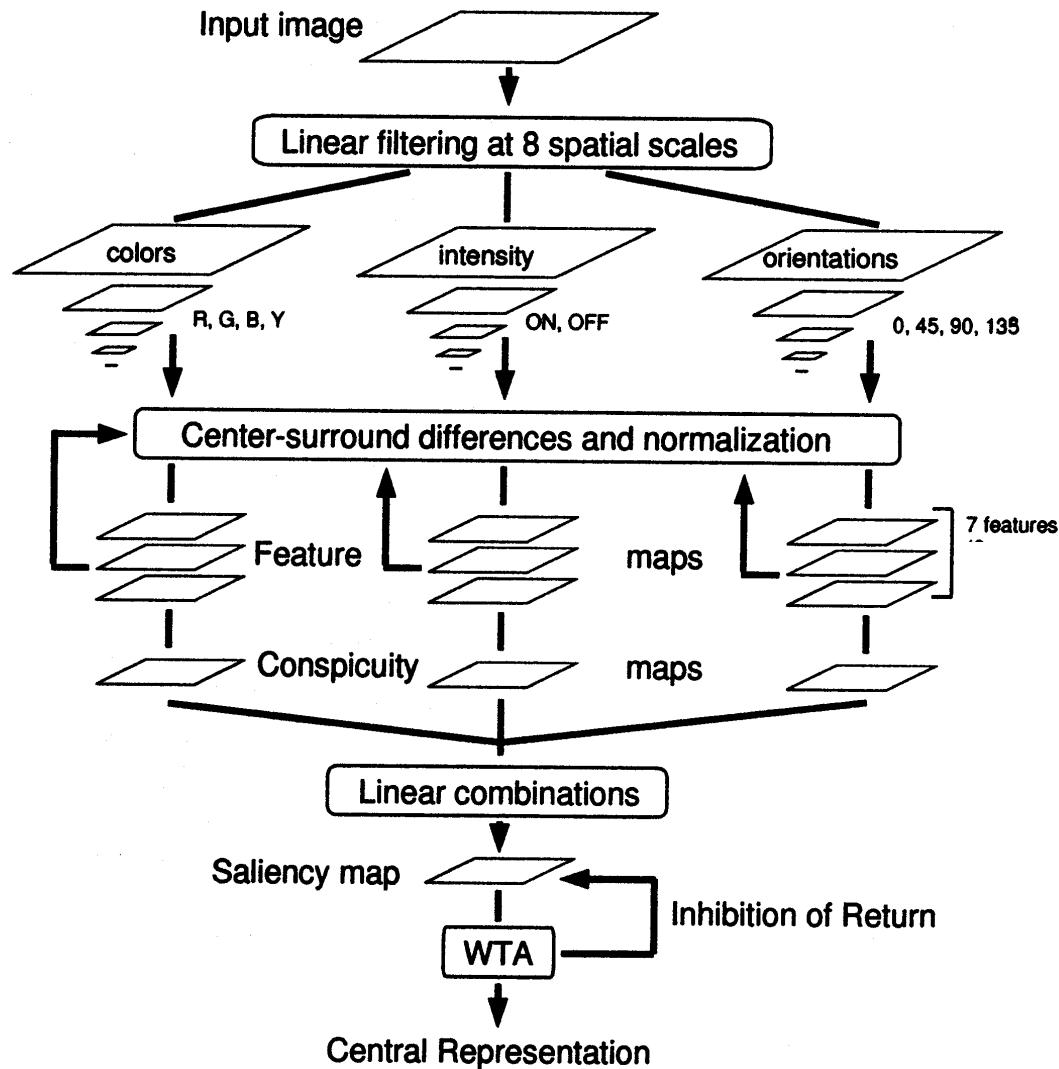 Input image
Linear filtering at 8 spatial scales
colors
intensity
orientations
R, G, B, Y
ON, OFF
0, 45, 90, 135
Center-surround differences and normalization
7 features
Feature
maps
Conspicuity
maps
Linear combinations
Saliency map
Inhibition of Return
WTA
Central Representation